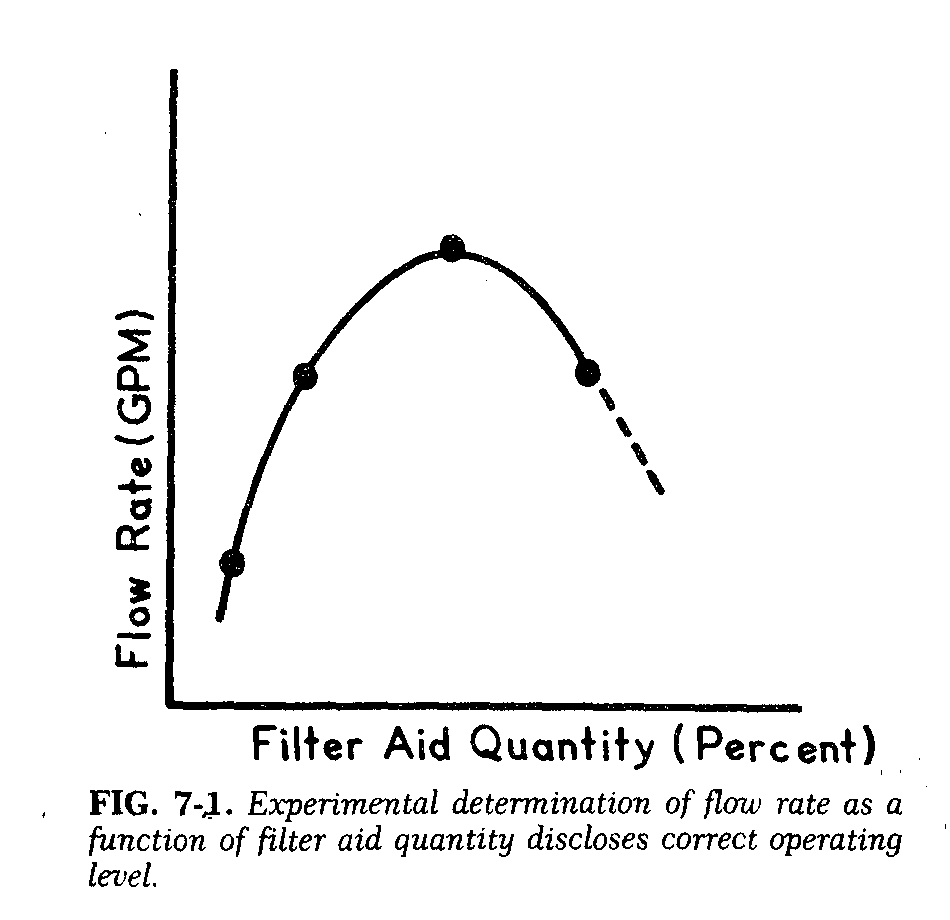 Flow Rate (GPM)
Filter Aid Quantity (Percent)
FIG. 7-1. Experimental determination of flow rate as a
function of filter aid quantity discloses correct operating
level.